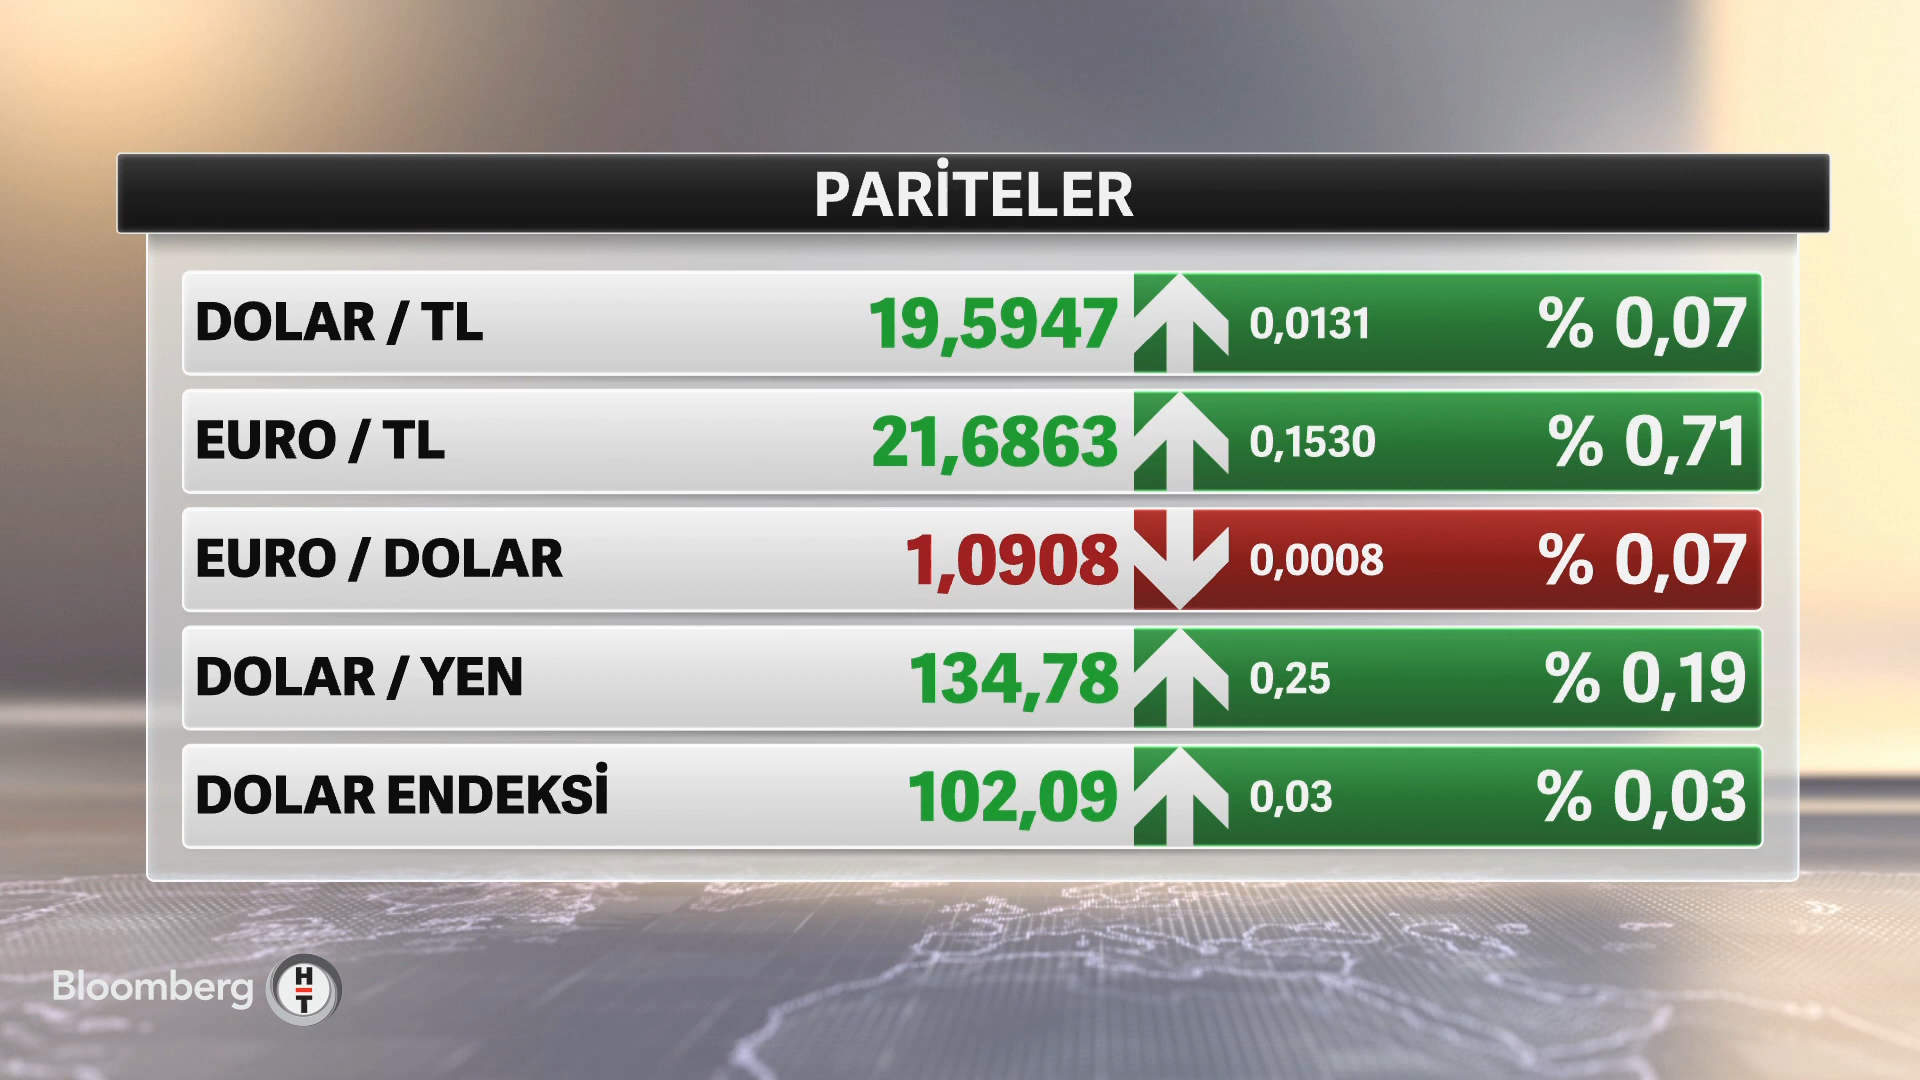 PARİTELER
DOLAR / TL 19,5947 0,0131 % 0,07
EURO / TL 21,6863 0,1530 % 0,71
EURO / DOLAR 1,0908 0,0008 % 0,07
DOLAR / YEN 134,78 0,25 % 0,19
DOLAR ENDEKSİ 102,09 0,03 % 0,03
Bloomberg HT